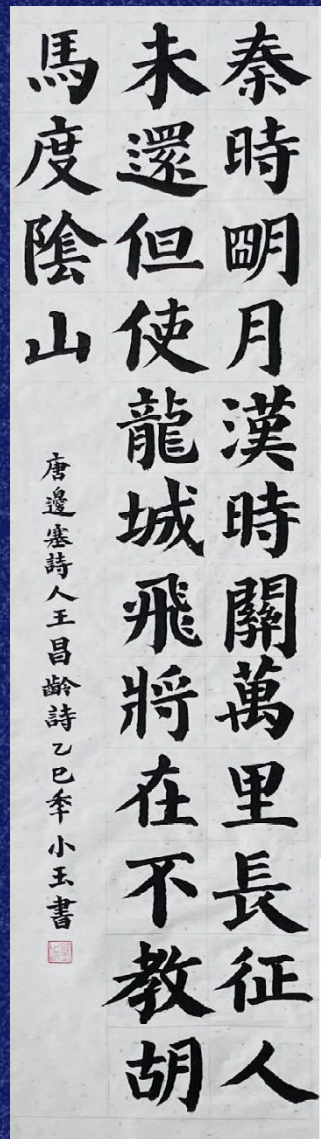 秦時明月漢時關萬里長征人
未還但使龍城飛將在不教胡
馬度陰山
唐邊塞詩人王昌齡詩乙巳年小玉書